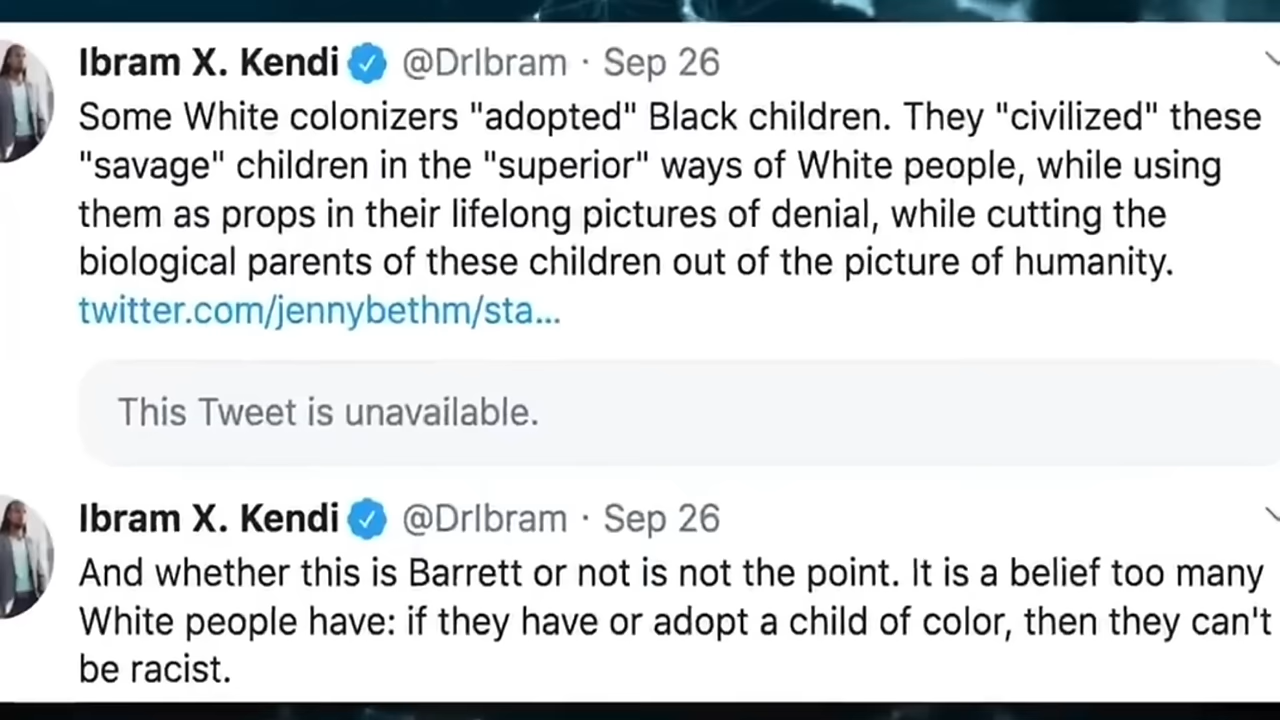 Ibram X. Kendi @DrIbram · Sep 26
Some White colonizers "adopted" Black children. They "civilized" these
"savage" children in the "superior" ways of White people, while using
them as props in their lifelong pictures of denial, while cutting the
biological parents of these children out of the picture of humanity.
twitter.com/jennybethm/sta...
This Tweet is unavailable.
Ibram X. Kendi @DrIbram · Sep 26
And whether this is Barrett or not is not the point. It is a belief too many
White people have: if they have or adopt a child of color, then they can't
be racist.